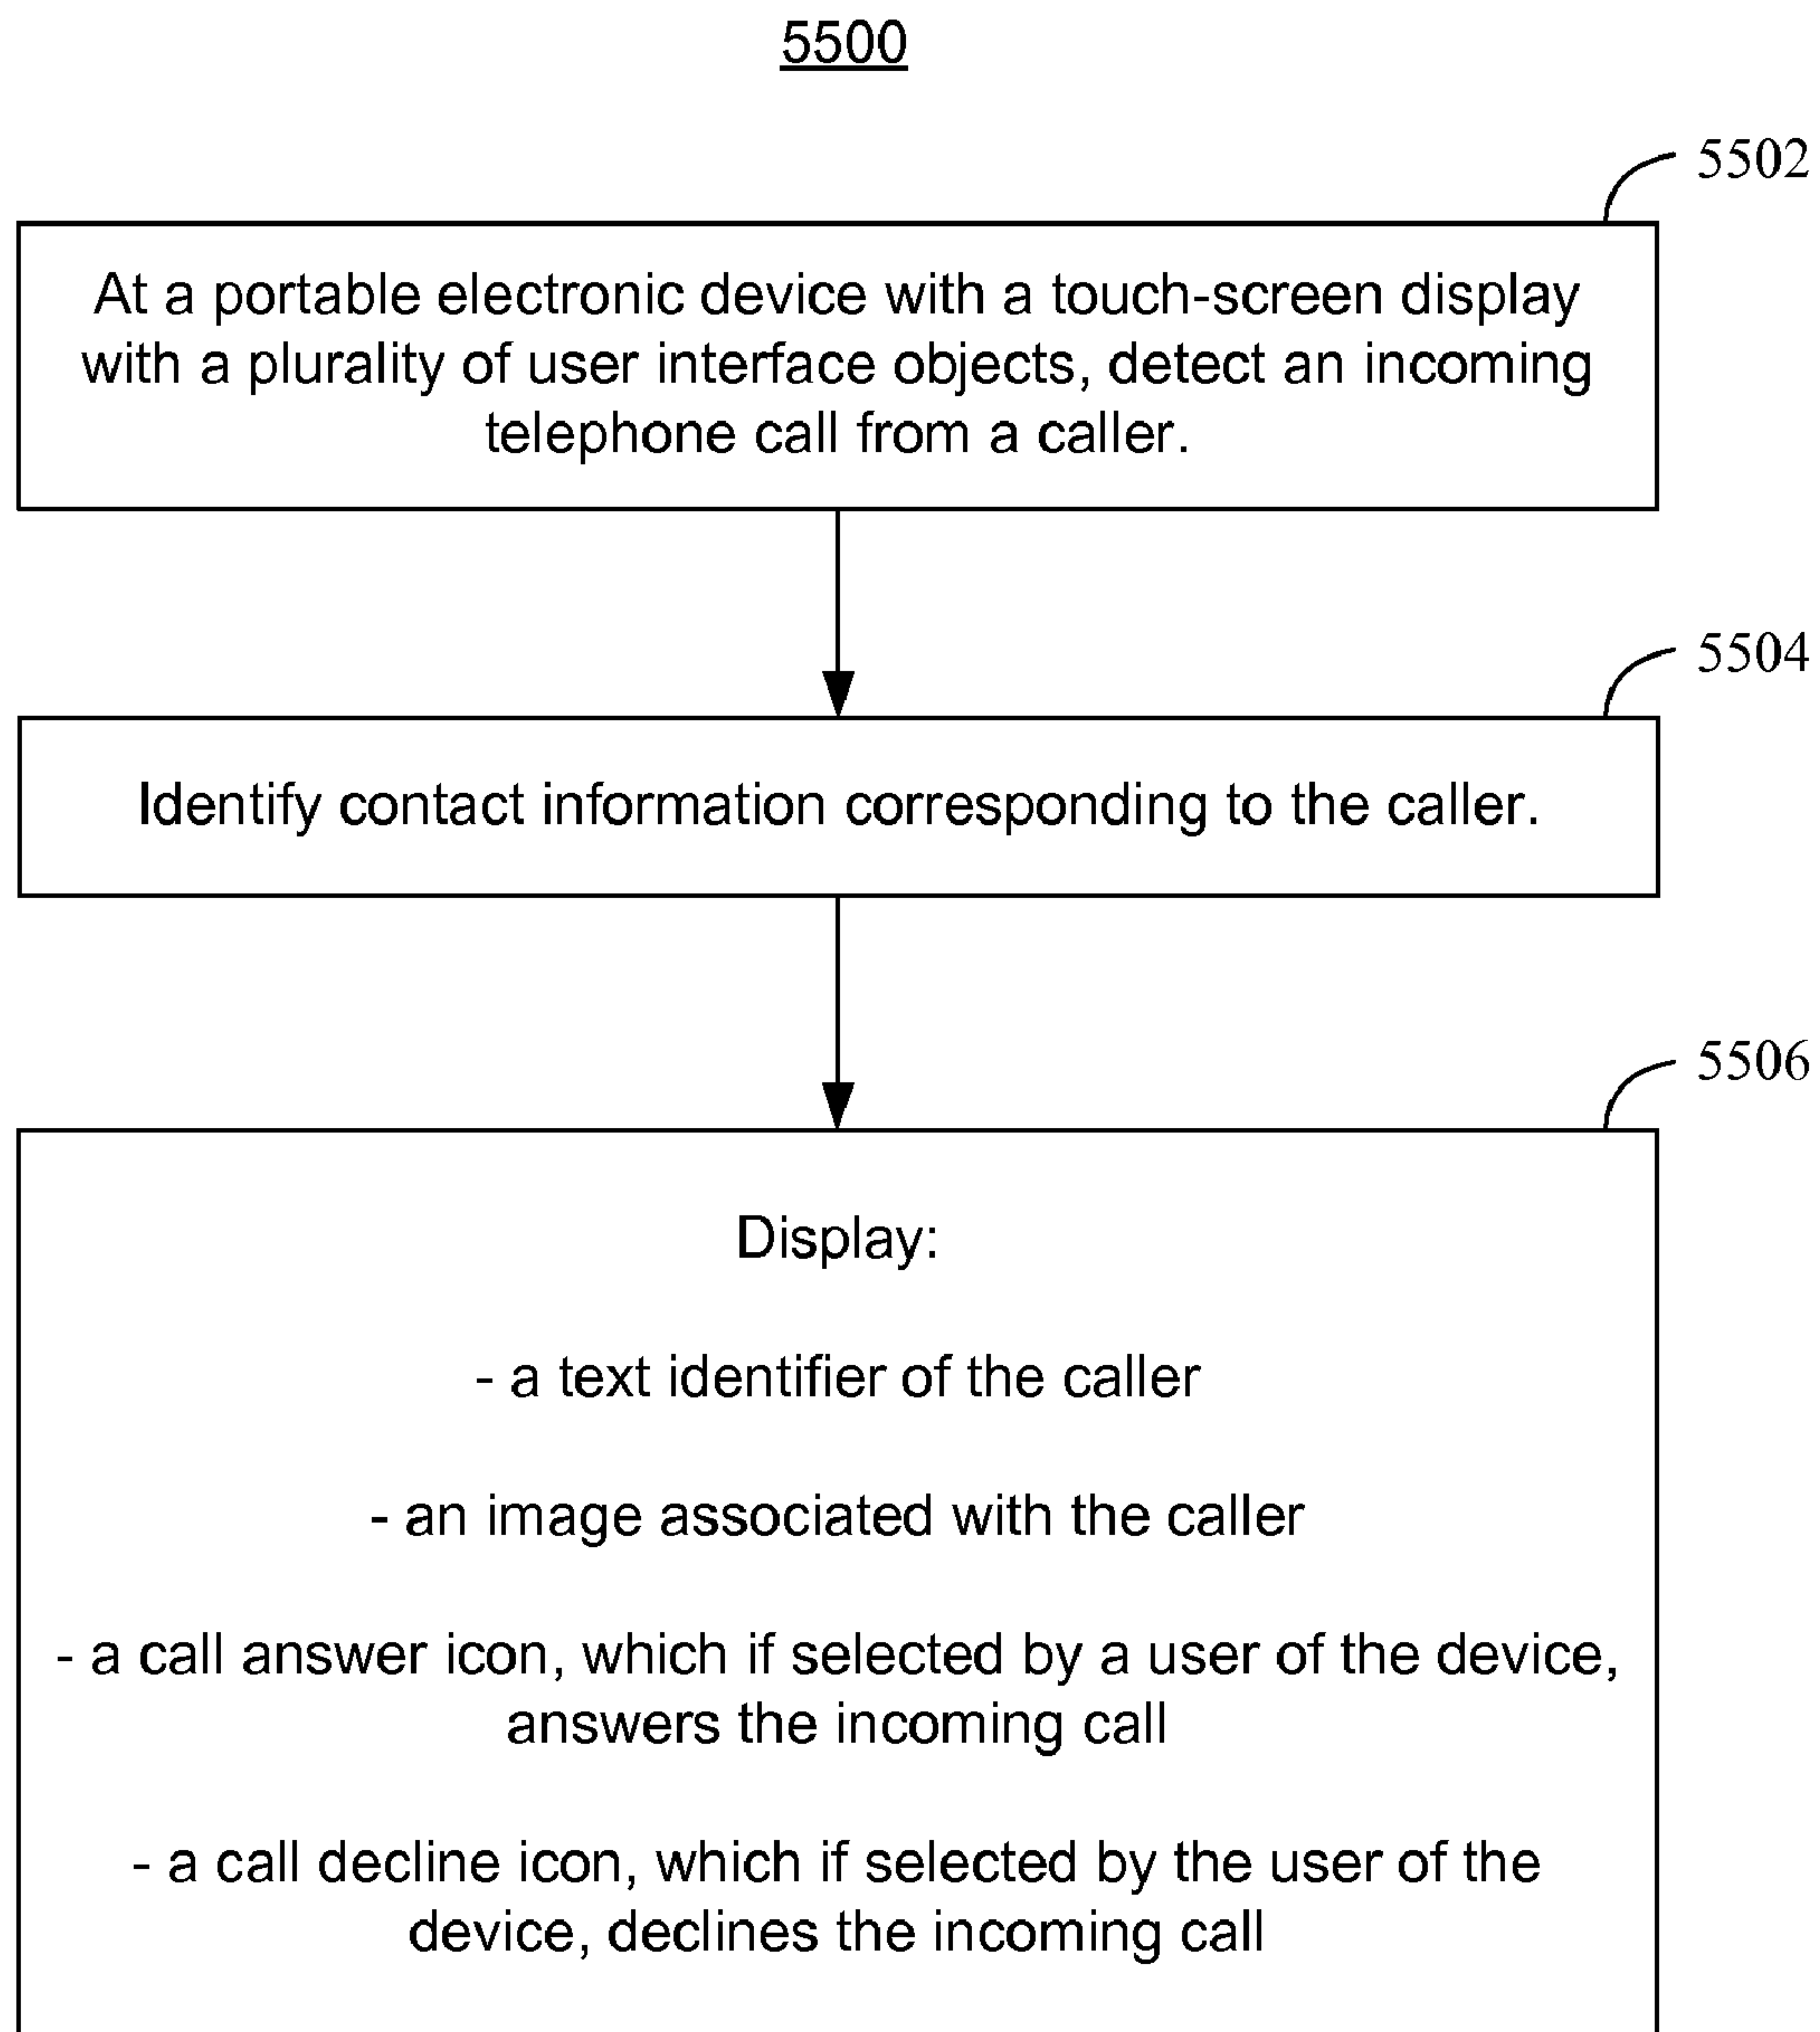 5500
5502
At a portable electronic device with a touch-screen display
with a plurality of user interface objects, detect an incoming
telephone call from a caller.
5504
Identify contact information corresponding to the caller.
5506
Display:
- a text identifier of the caller
- an image associated with the caller
- a call answer icon, which if selected by a user of the device,
answers the incoming call
- a call decline icon, which if selected by the user of the
device, declines the incoming call